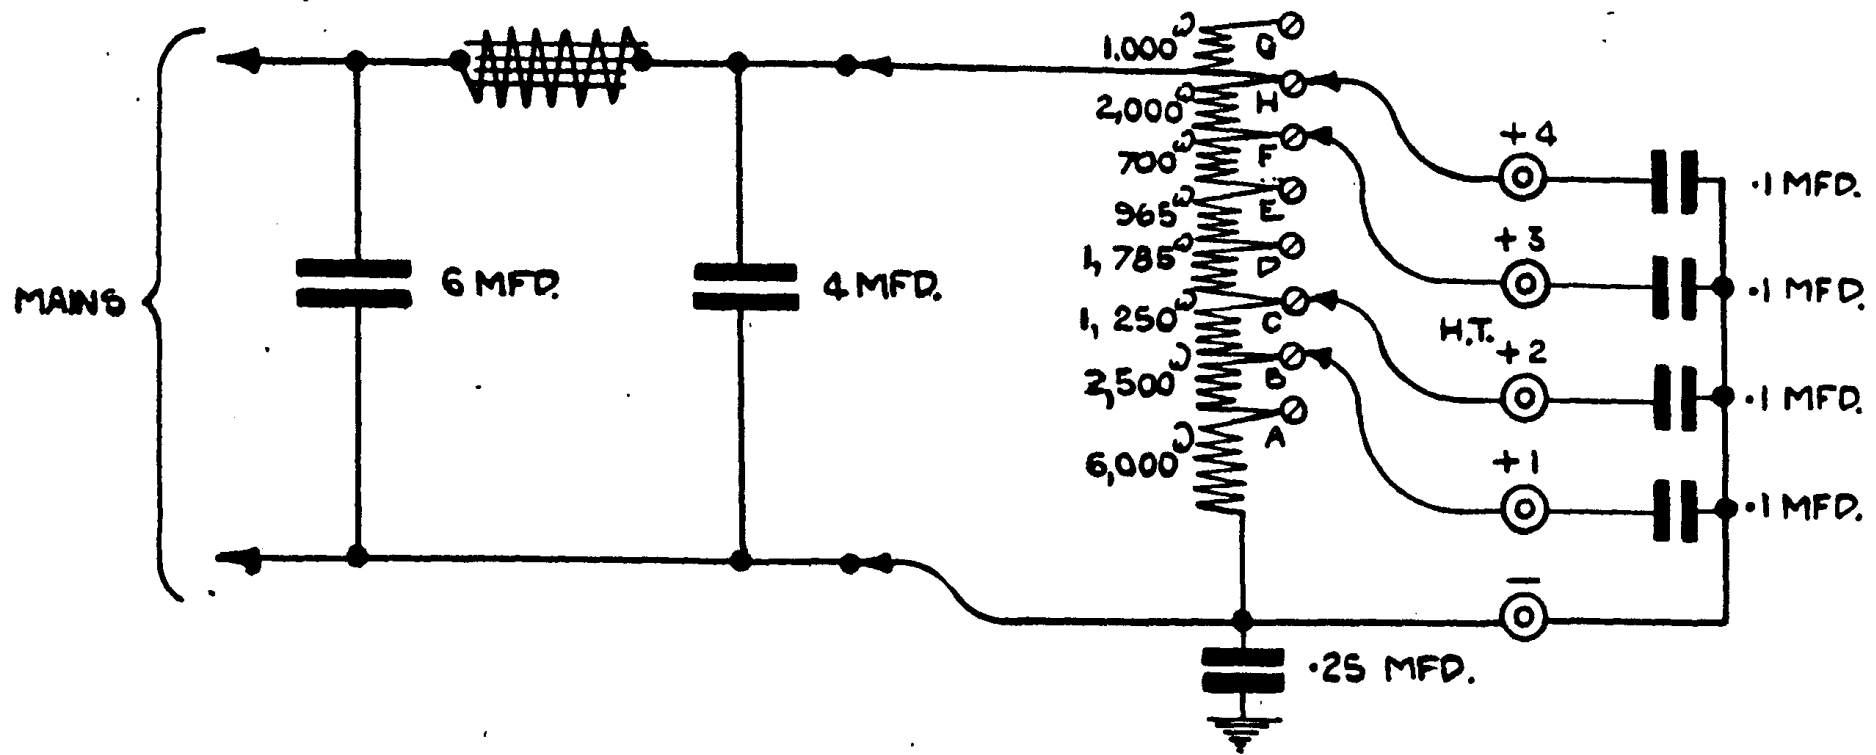 MAINS
6 MFD.
4 MFD.
1.000ω
2,000ω
700ω
965ω
1,785ω
1,250ω
2,500ω
6,000ω
G
H
F
E
D
C
B
A
+4
+3
H.T.
+2
+1
–
.1 MFD.
.1 MFD.
.1 MFD.
.1 MFD.
.25 MFD.